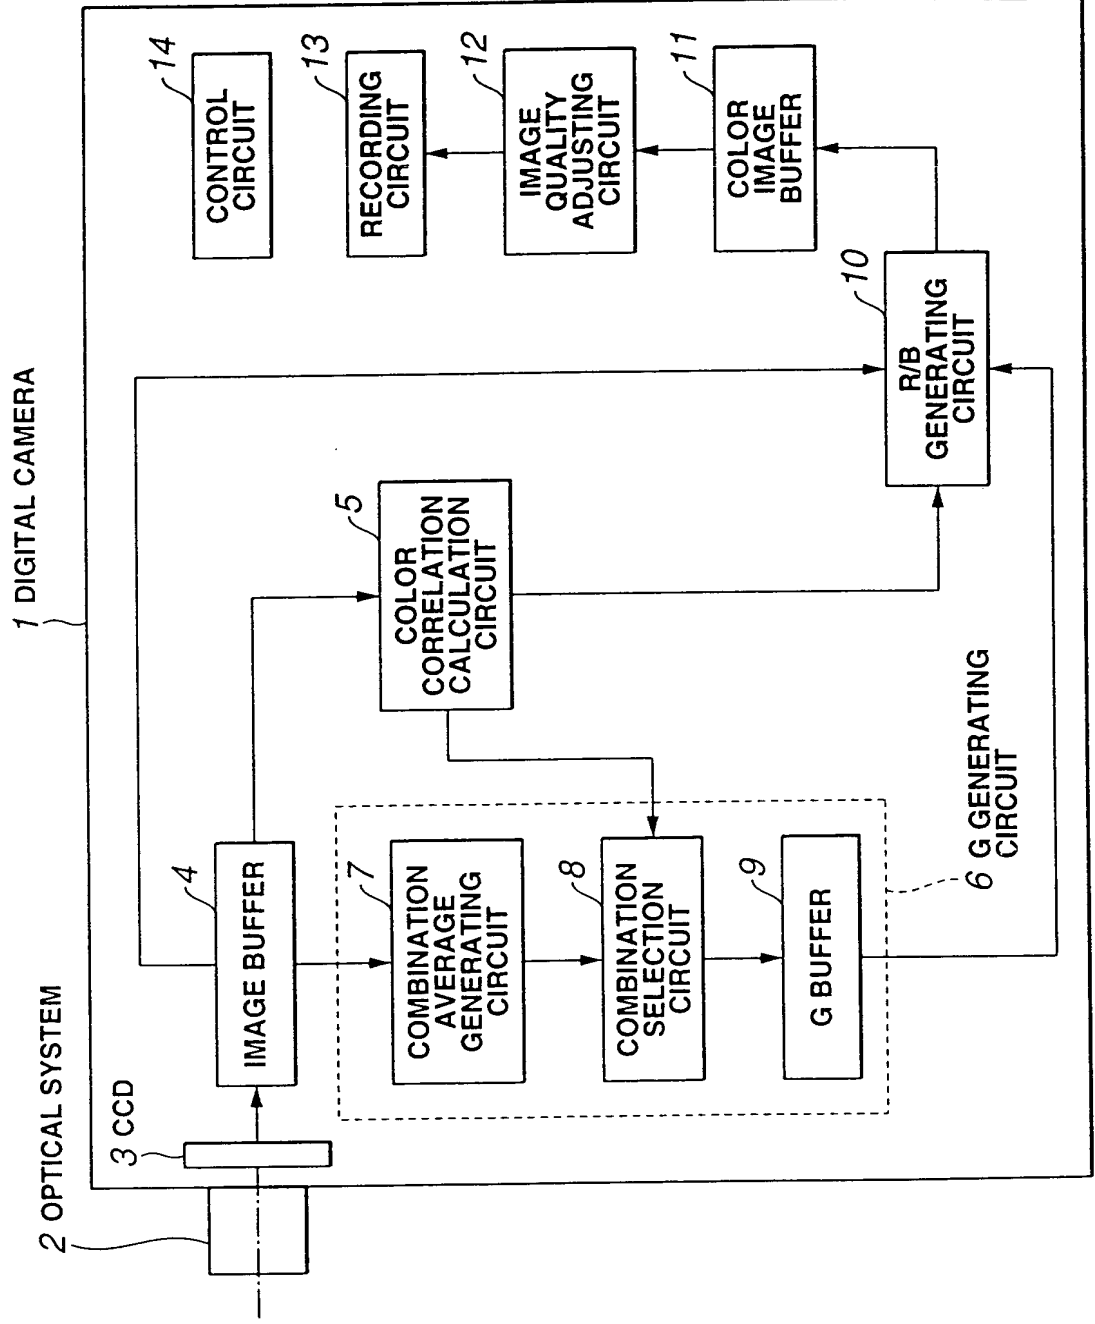 1 DIGITAL CAMERA
2 OPTICAL SYSTEM
3 CCD
4
IMAGE BUFFER
5
COLOR
CORRELATION
CALCULATION
CIRCUIT
7
COMBINATION
AVERAGE
GENERATING
CIRCUIT
8
COMBINATION
SELECTION
CIRCUIT
9
G BUFFER
6 G GENERATING
CIRCUIT
10
R/B
GENERATING
CIRCUIT
11
COLOR
IMAGE
BUFFER
12
IMAGE
QUALITY
ADJUSTING
CIRCUIT
13
RECORDING
CIRCUIT
14
CONTROL
CIRCUIT